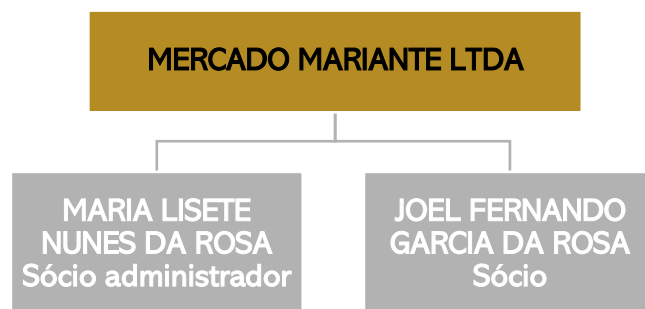 MERCADO MARIANTE LTDA
MARIA LISETE
NUNES DA ROSA
Sócio administrador
JOEL FERNANDO
GARCIA DA ROSA
Sócio